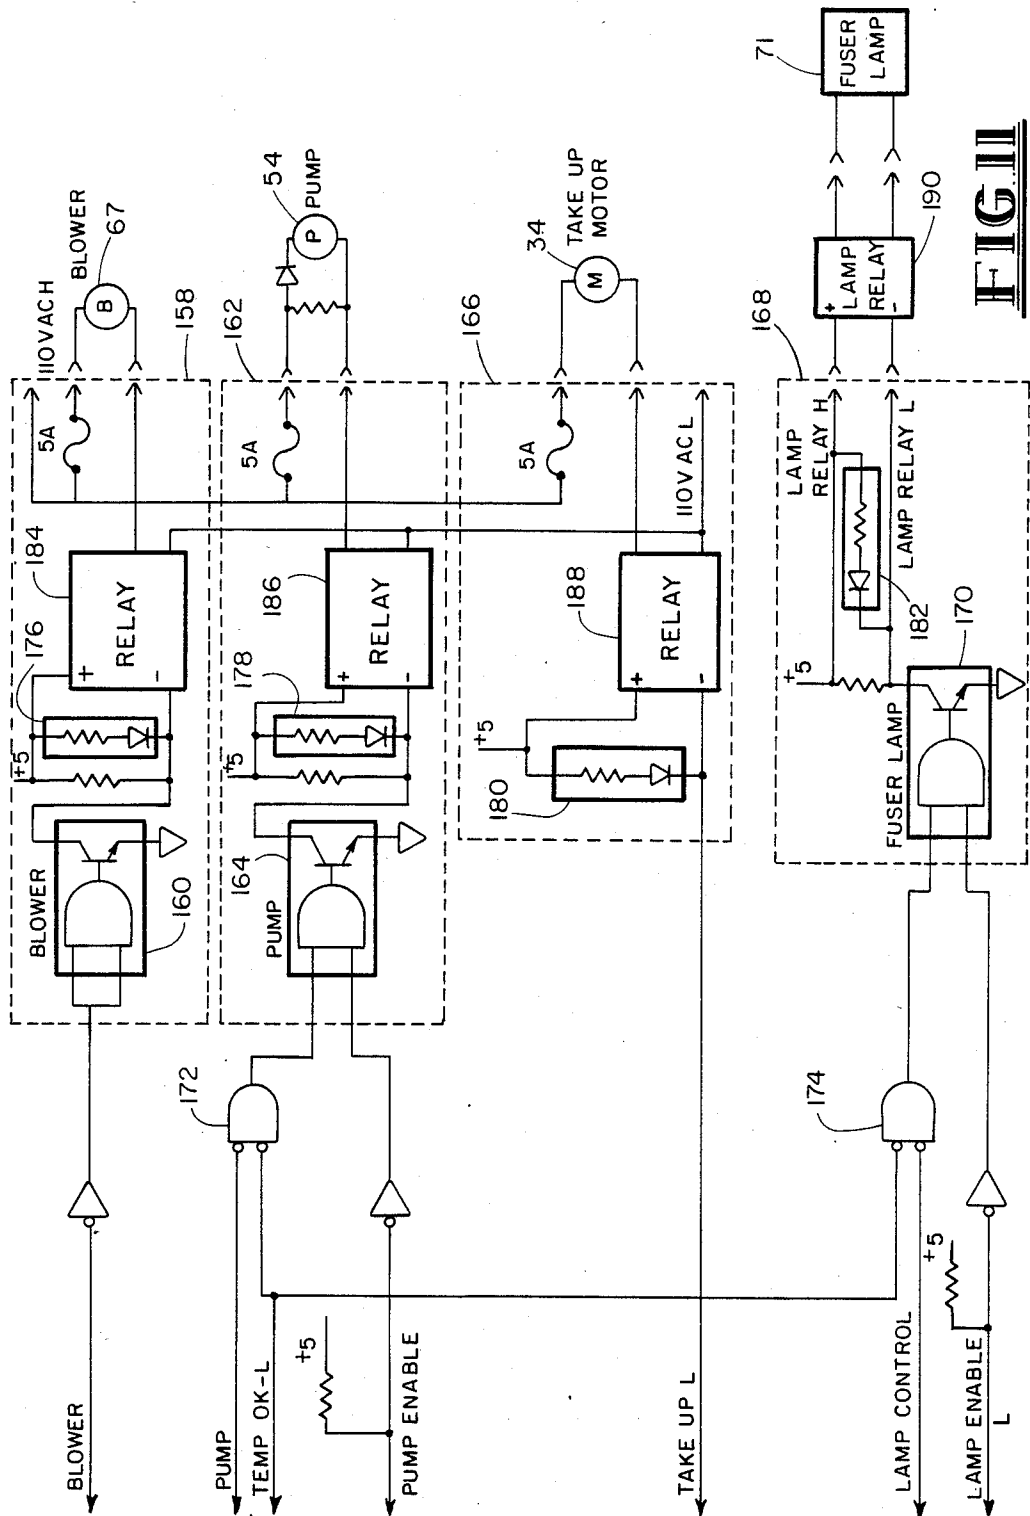 BLOWER
PUMP
TEMP OK-L
+5
PUMP ENABLE
TAKE UP L
LAMP CONTROL
+5
LAMP ENABLE
L
172
174
BLOWER
160
PUMP
164
FUSER LAMP
170
+5
176
184
+
RELAY
-
+5
178
186
+
RELAY
-
+5
180
188
+
RELAY
-
+5
182
LAMP
RELAY H
LAMP RELAY L
5A
5A
5A
110VAC L
158
162
166
168
110VACH
BLOWER
67
B
54
PUMP
P
34
TAKE UP
MOTOR
M
+
LAMP
RELAY
-
190
71
FUSER
LAMP
FIG.11